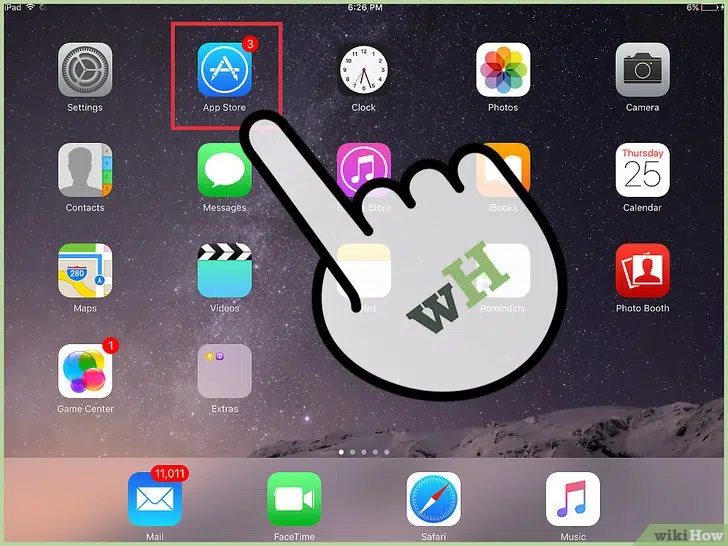 iPad 6:26 PM 6%
3
Settings App Store Clock Photos Camera
Thursday
25
Contacts Messages Store iBooks Calendar
280
Maps Videos Reminders Photo Booth
wH
1
Game Center Extras
11,011
Mail FaceTime Safari Music
wikiHow